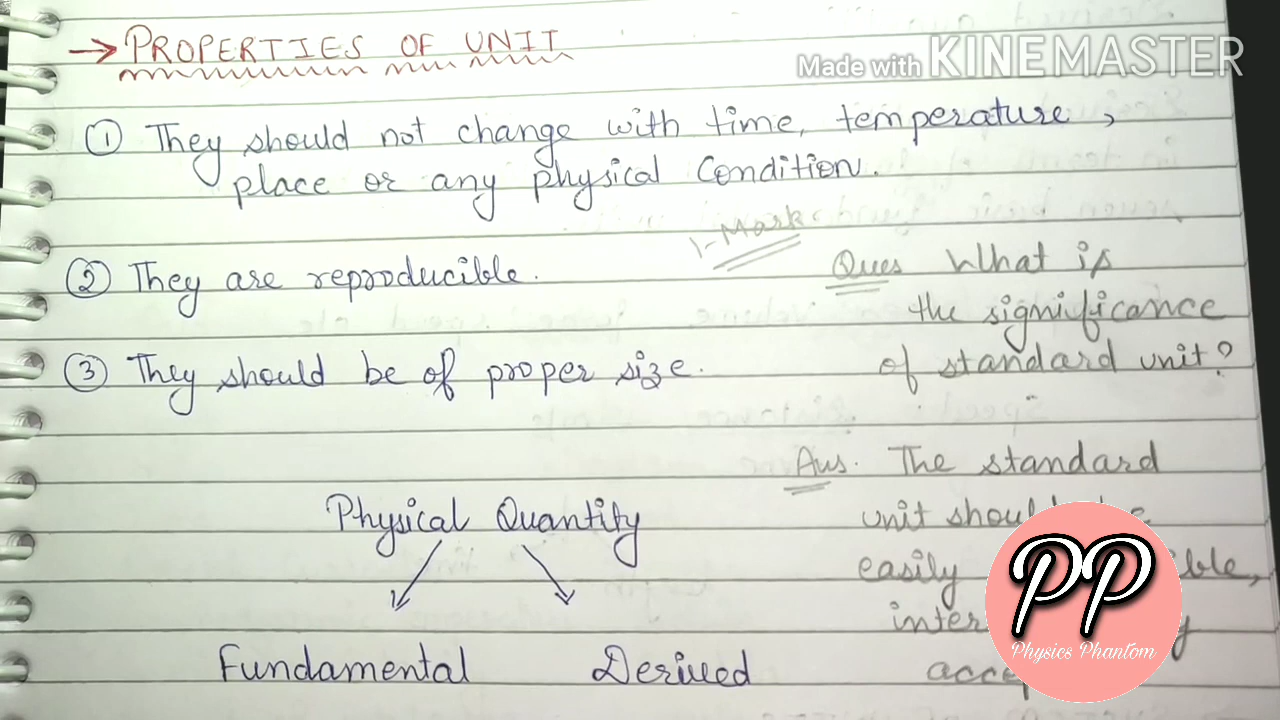 → PROPERTIES OF UNIT
Made with KINEMASTER
① They should not change with time, temperature,
place or any physical condition.
1-Mark
② They are reproducible.
③ They should be of proper size.
Ques What is
the significance
of standard unit?
Ans. The standard
unit should
easily
Physical Quantity
Fundamental Derived
PP
Physics Phantom